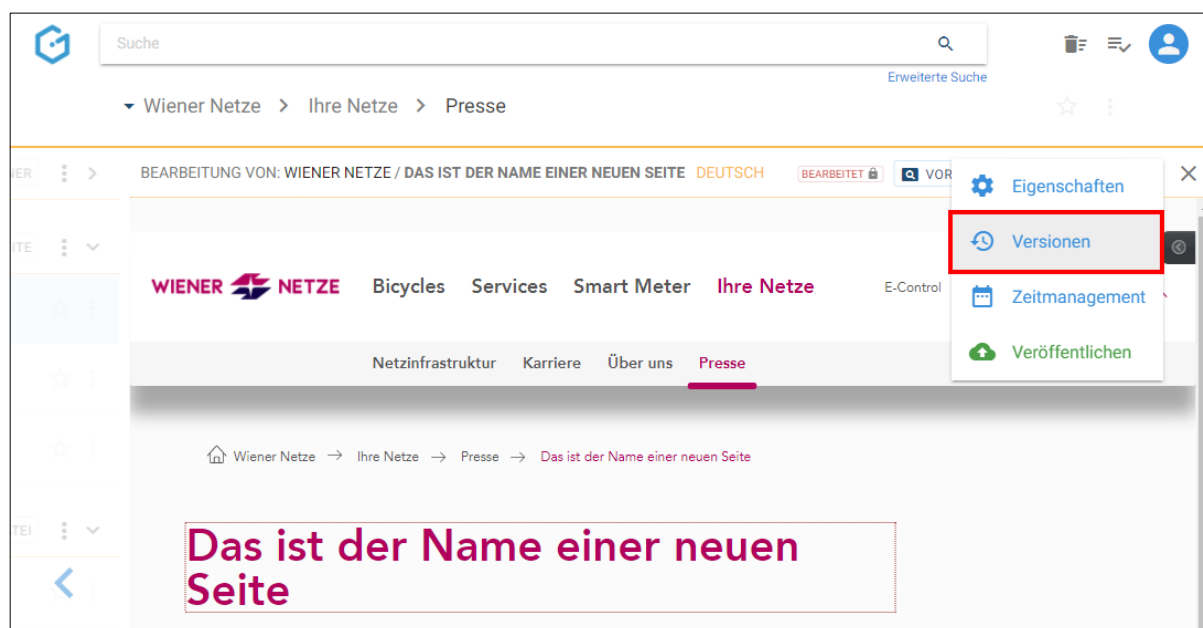 Suche
Erweiterte Suche
Wiener Netze > Ihre Netze > Presse
BEARBEITUNG VON: WIENER NETZE / DAS IST DER NAME EINER NEUEN SEITE DEUTSCH BEARBEITET VOR
Eigenschaften
Versionen
Zeitmanagement
Veröffentlichen
WIENER NETZE Bicycles Services Smart Meter Ihre Netze E-Control
Netzinfrastruktur Karriere Über uns Presse
Wiener Netze → Ihre Netze → Presse → Das ist der Name einer neuen Seite
Das ist der Name einer neuen
Seite